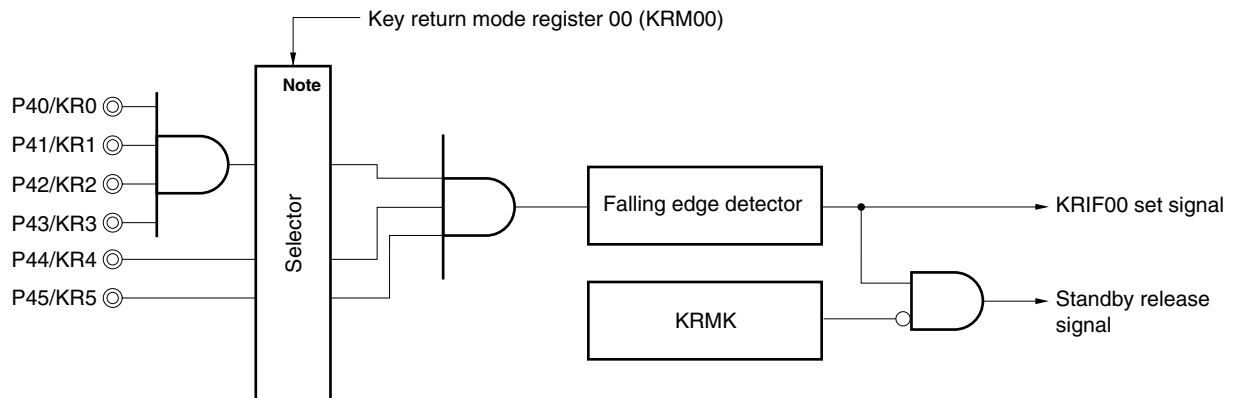 Key return mode register 00 (KRM00)
Note
P40/KR0
P41/KR1
P42/KR2
P43/KR3
P44/KR4
P45/KR5
Selector
Falling edge detector
KRIF00 set signal
KRMK
Standby release
signal